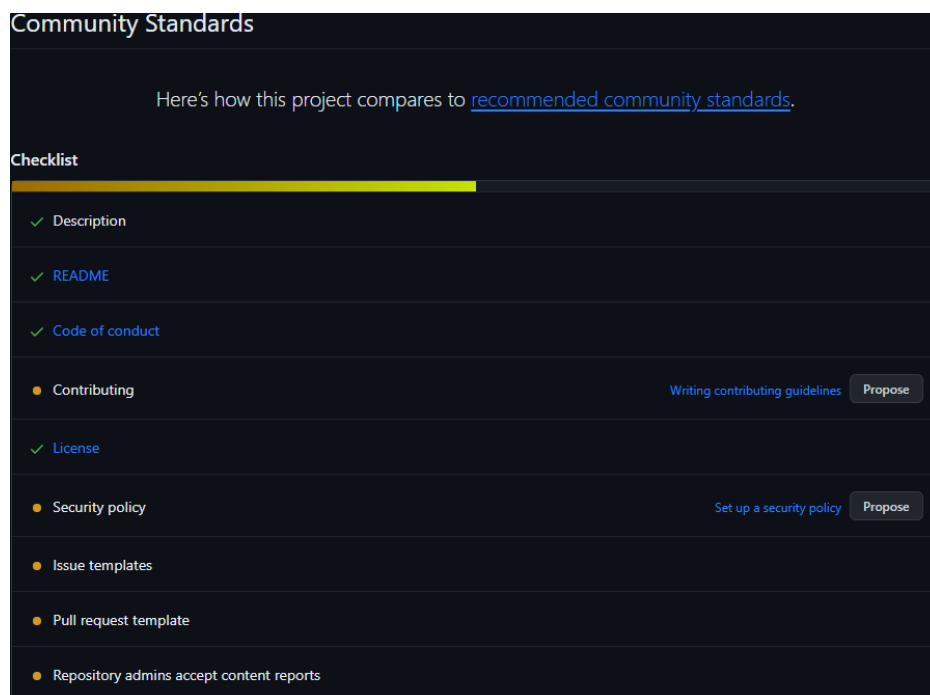 Community Standards
Here’s how this project compares to recommended community standards.
Checklist
Description
README
Code of conduct
Contributing
Writing contributing guidelines
Propose
License
Security policy
Set up a security policy
Propose
Issue templates
Pull request template
Repository admins accept content reports